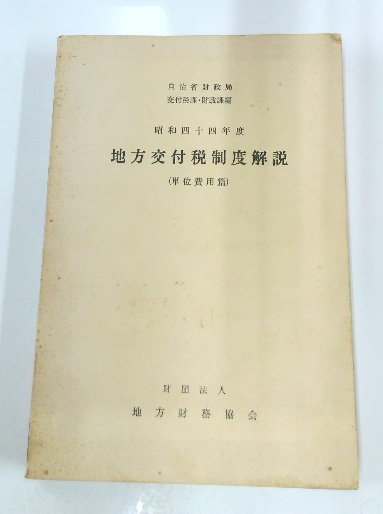 自治省財政局
交付税課・財政課編
昭和四十四年度
地方交付税制度解説
(単位費用篇)
財団法人
地方財務協会